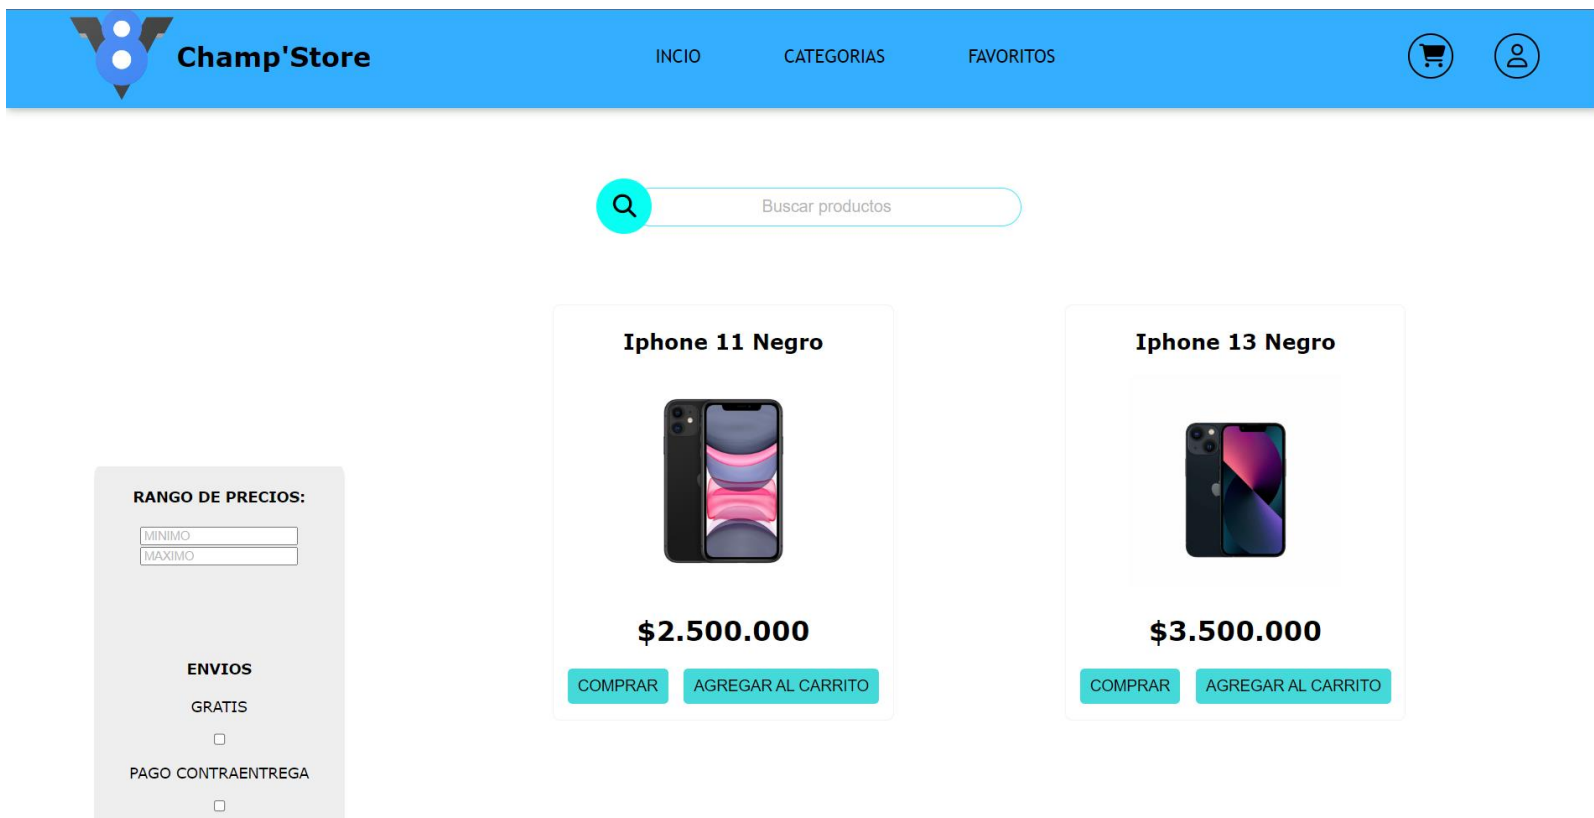 Champ'Store
INCIO
CATEGORIAS
FAVORITOS
Buscar productos
Iphone 11 Negro
$2.500.000
COMPRAR
AGREGAR AL CARRITO
Iphone 13 Negro
$3.500.000
COMPRAR
AGREGAR AL CARRITO
RANGO DE PRECIOS:
MINIMO
MAXIMO
ENVIOS
GRATIS
PAGO CONTRAENTREGA